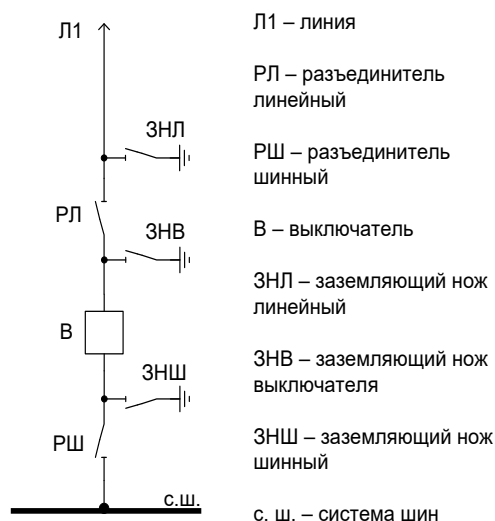 Л1
ЗНЛ
РЛ
ЗНВ
В
ЗНШ
РШ
с.ш.
Л1 – линия
РЛ – разъединитель
линейный
РШ – разъединитель
шинный
В – выключатель
ЗНЛ – заземляющий нож
линейный
ЗНВ – заземляющий нож
выключателя
ЗНШ – заземляющий нож
шинный
с. ш. – система шин